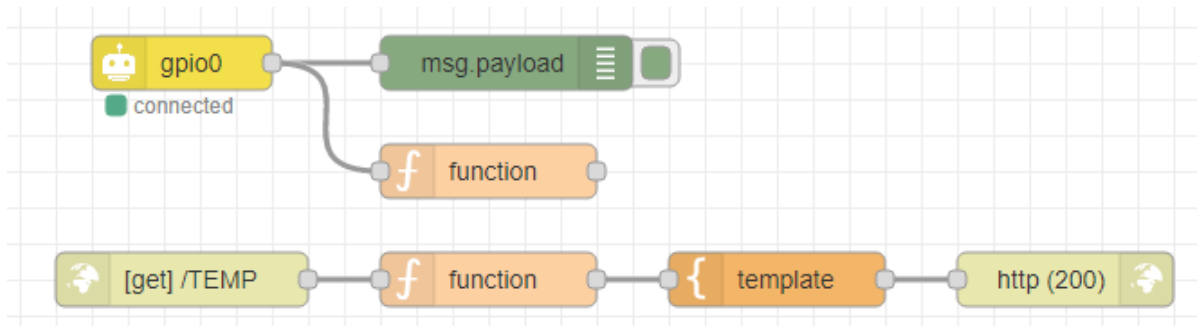 gpio0
msg.payload
connected
function
[get] /TEMP
function
template
http (200)